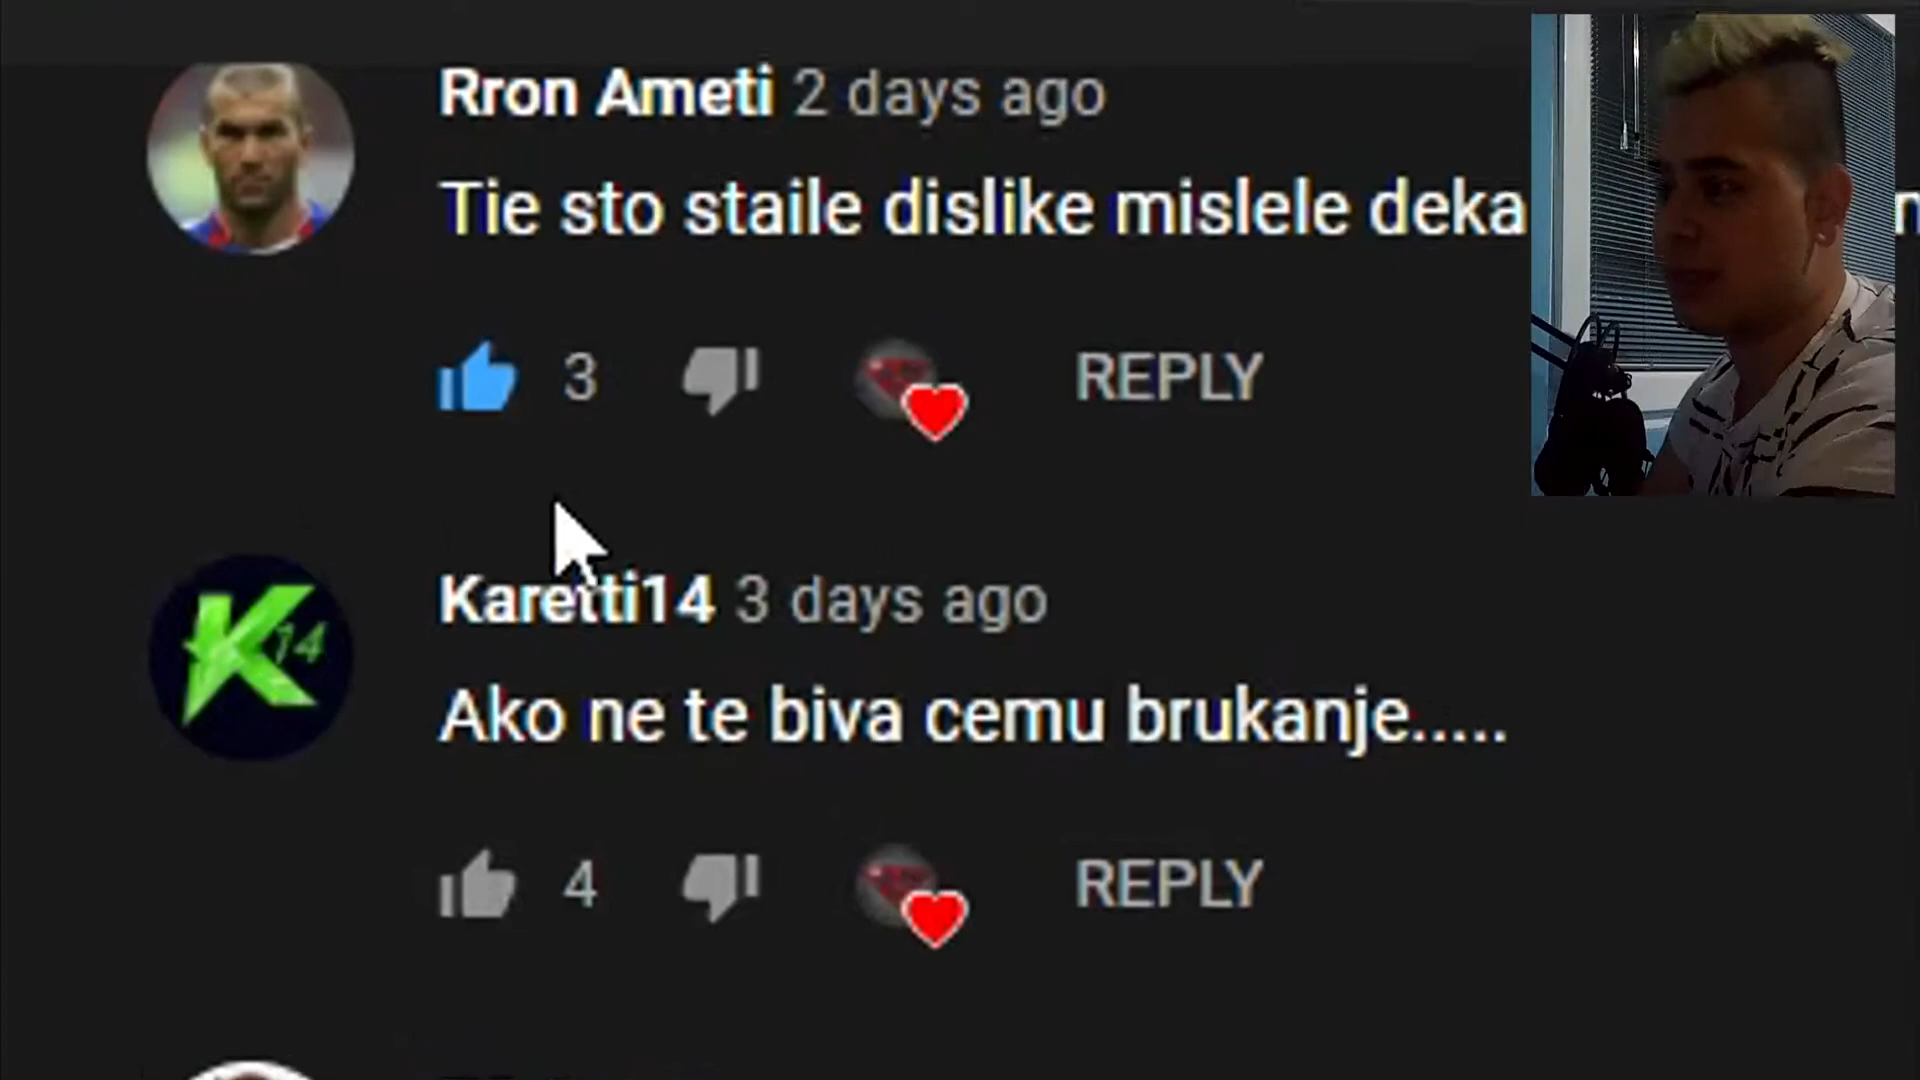 Rron Ameti 2 days ago
Tie sto staile dislike mislele deka
3 REPLY
Karetti14 3 days ago
K14
Ako ne te biva cemu brukanje.....
4 REPLY